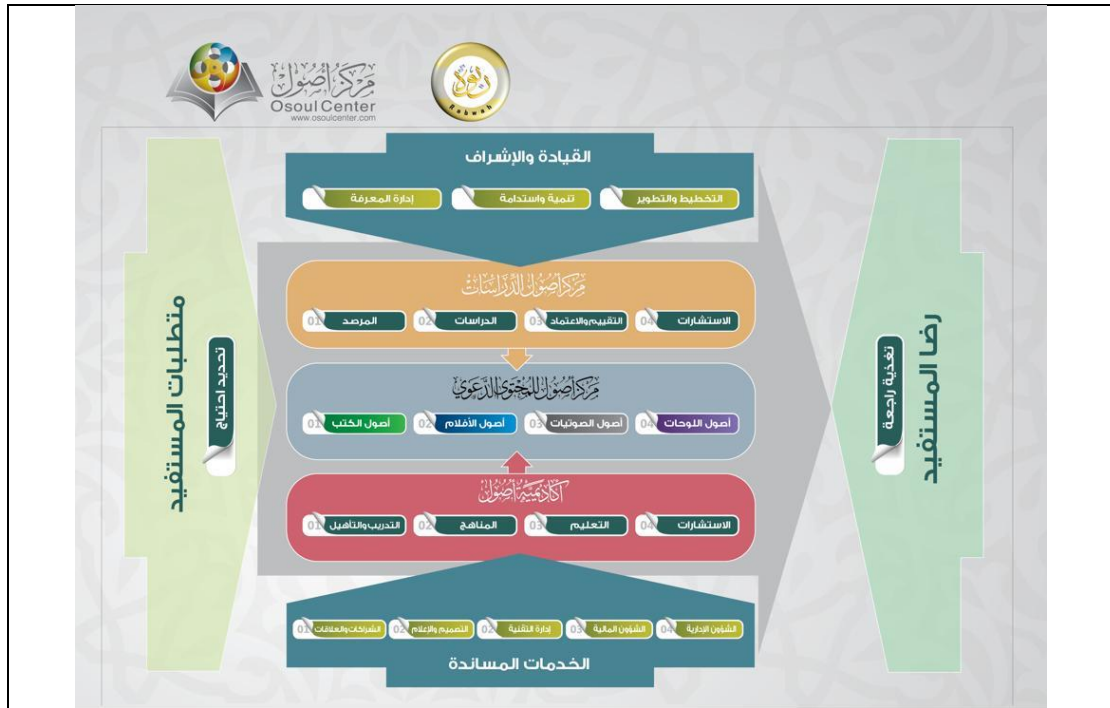 مركز أصول
Osoul Center
www.osoulcenter.com
ربوة
Rabwah
القيادة والإشراف
التخطيط والتطوير
تنمية واستدامة
إدارة المعرفة
رضا المستفيد
تغذية راجعة
متطلبات المستفيد
تحديد احتياج
مركز أصول للدراسات
الاستشارات 04
التقييم والاعتماد 03
الدراسات 02
المرصد 01
مركز أصول للمحتوى الدعوي
أصول اللوحات 04
أصول الصوتيات 03
أصول الأفلام 02
أصول الكتب 01
أكاديمية أصول
الاستشارات 04
التعليم 03
المناهج 02
التدريب والتأهيل 01
الشؤون الإدارية 04
الشؤون المالية 03
إدارة التقنية 02
التصميم والإعلام 02
الشراكات والعلاقات 01
الخدمات المساندة